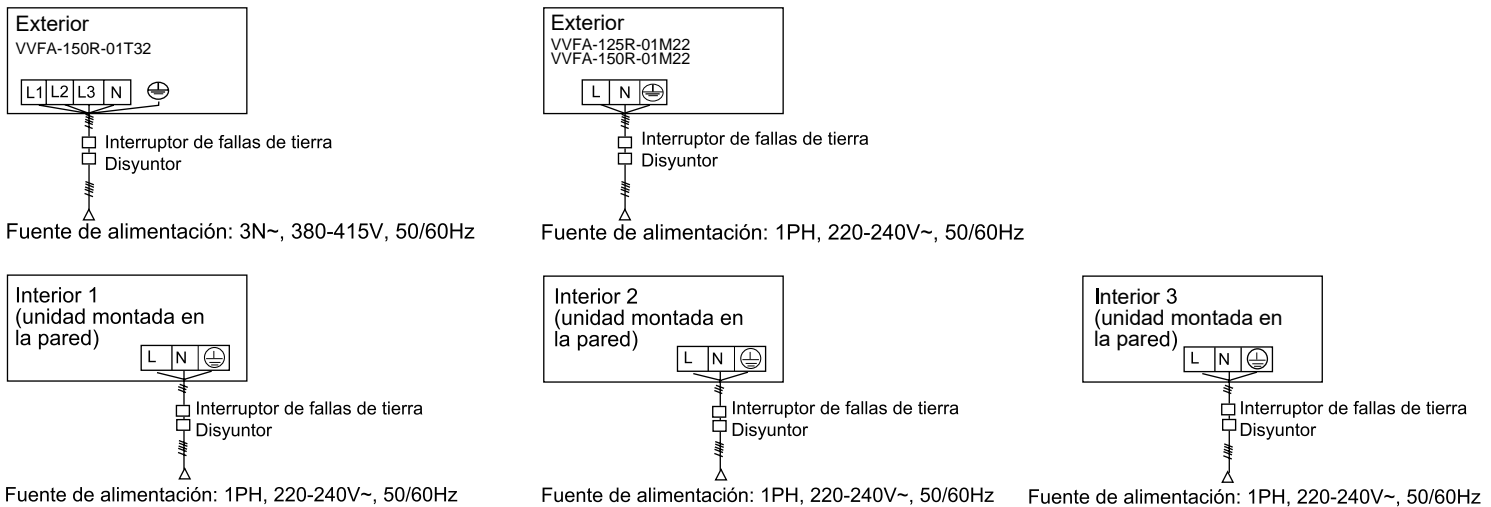 Exterior
VVFA-150R-01T32
L1 L2 L3 N
Interruptor de fallas de tierra
Disyuntor
Fuente de alimentación: 3N~, 380-415V, 50/60Hz
Exterior
VVFA-125R-01M22
VVFA-150R-01M22
L N
Interruptor de fallas de tierra
Disyuntor
Fuente de alimentación: 1PH, 220-240V~, 50/60Hz
Interior 1
(unidad montada en
la pared)
L N
Interruptor de fallas de tierra
Disyuntor
Fuente de alimentación: 1PH, 220-240V~, 50/60Hz
Interior 2
(unidad montada en
la pared)
L N
Interruptor de fallas de tierra
Disyuntor
Fuente de alimentación: 1PH, 220-240V~, 50/60Hz
Interior 3
(unidad montada en
la pared)
L N
Interruptor de fallas de tierra
Disyuntor
Fuente de alimentación: 1PH, 220-240V~, 50/60Hz